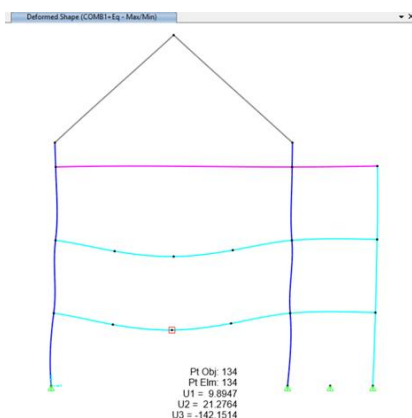 Deformed Shape (COMB1+Eq - Max/Min)
Pt Obj: 134
Pt Elm: 134
U1 = 9.8947
U2 = 21.2764
U3 = -142.1514